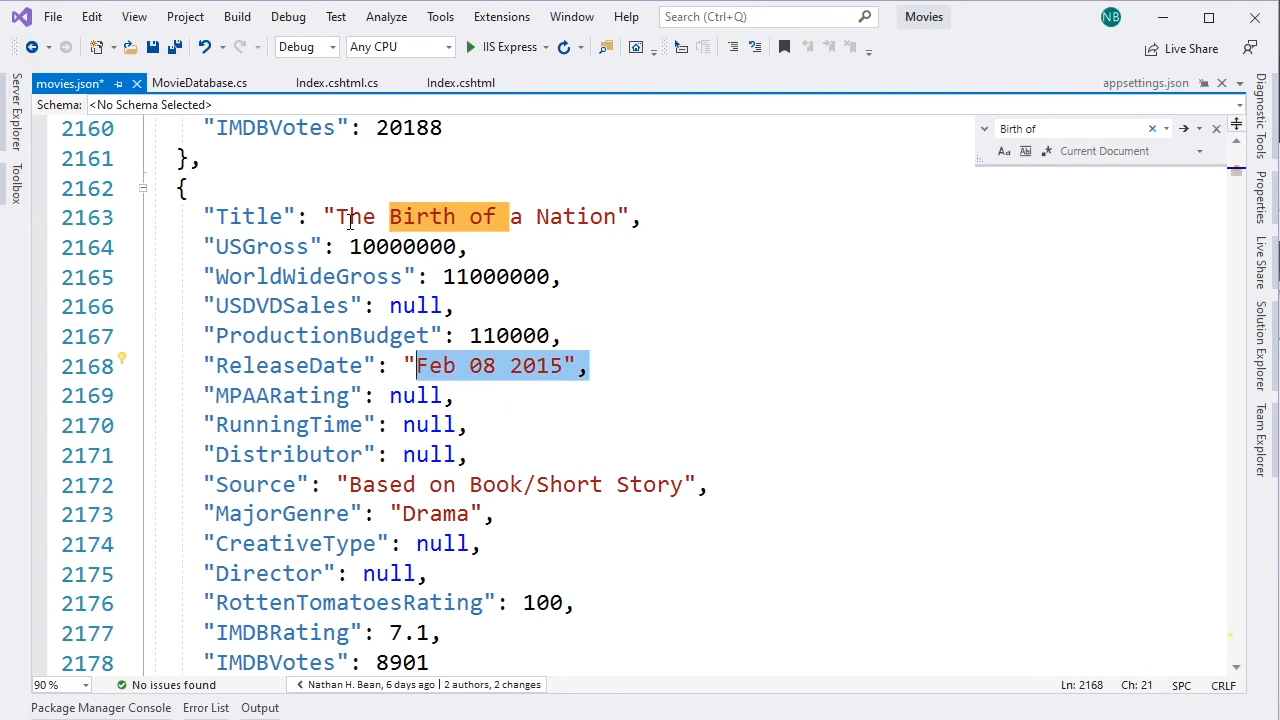 File Edit View Project Build Debug Test Analyze Tools Extensions Window Help Search (Ctrl+Q) Movies NB
Debug Any CPU IIS Express Live Share
movies.json* MovieDatabase.cs Index.cshtml.cs Index.cshtml appsettings.json
Schema: <No Schema Selected>
Birth of
Aa Current Document
2160 "IMDBVotes": 20188
2161 },
2162 {
2163 "Title": "The Birth of a Nation",
2164 "USGross": 10000000,
2165 "WorldWideGross": 11000000,
2166 "USDVDSales": null,
2167 "ProductionBudget": 110000,
2168 "ReleaseDate": "Feb 08 2015",
2169 "MPAARating": null,
2170 "RunningTime": null,
2171 "Distributor": null,
2172 "Source": "Based on Book/Short Story",
2173 "MajorGenre": "Drama",
2174 "CreativeType": null,
2175 "Director": null,
2176 "RottenTomatoesRating": 100,
2177 "IMDBRating": 7.1,
2178 "IMDBVotes": 8901
Server Explorer
Toolbox
Diagnostic Tools
Properties
Live Share
Solution Explorer
Team Explorer
90 % No issues found Nathan H. Bean, 6 days ago | 2 authors, 2 changes Ln: 2168 Ch: 21 SPC CRLF
Package Manager Console Error List Output